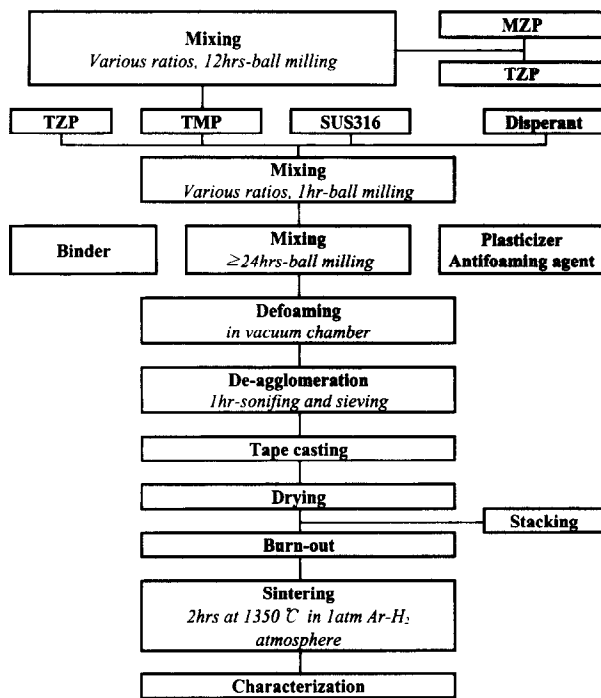 Mixing
Various ratios, 12hrs-ball milling
MZP
TZP
TZP
TMP
SUS316
Disperant
Mixing
Various ratios, 1hr-ball milling
Binder
Mixing
≥24hrs-ball milling
Plasticizer
Antifoaming agent
Defoaming
in vacuum chamber
De-agglomeration
1hr-sonifing and sieving
Tape casting
Drying
Stacking
Burn-out
Sintering
2hrs at 1350℃ in 1atm Ar-H₂
atmosphere
Characterization